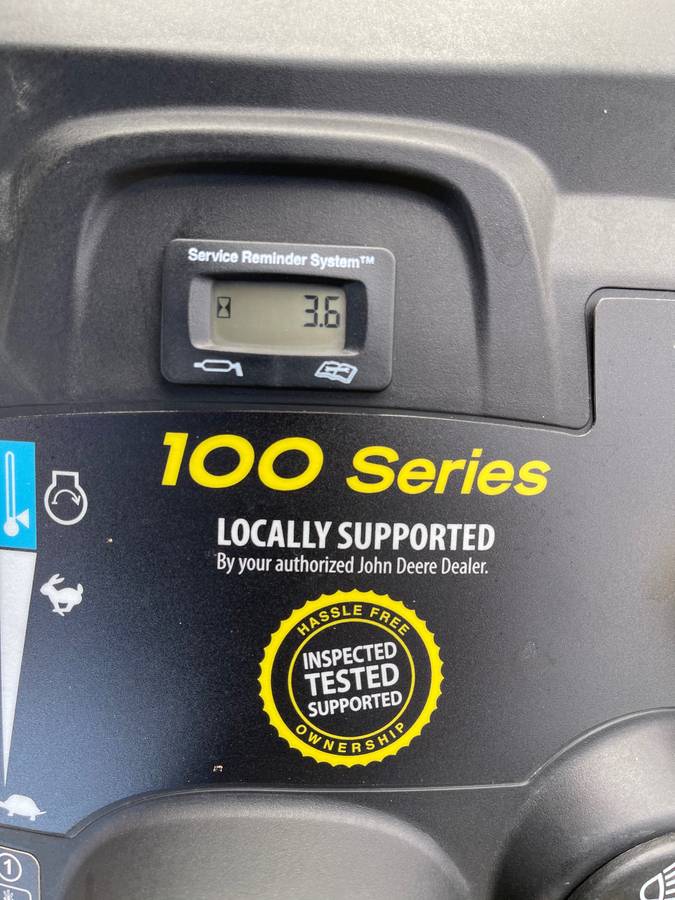 Service Reminder System™
3.6
100 Series
LOCALLY SUPPORTED
By your authorized John Deere Dealer.
HASSLE FREE
INSPECTED
TESTED
SUPPORTED
OWNERSHIP
1